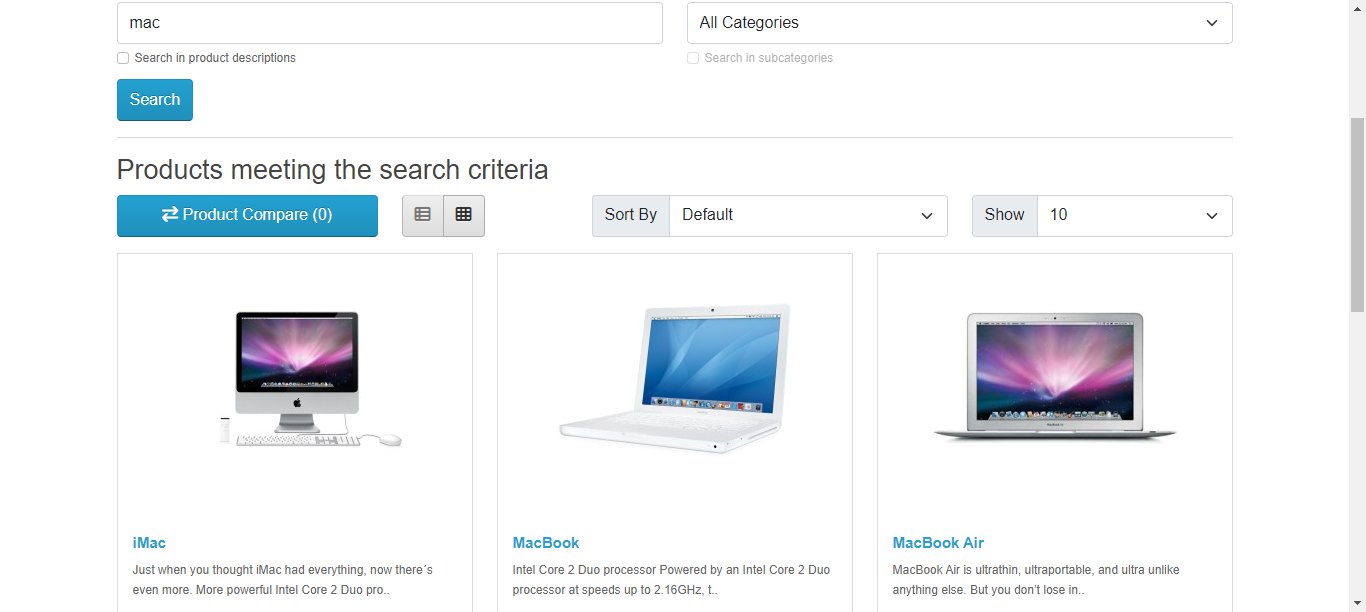 mac
All Categories
Search in product descriptions
Search in subcategories
Search
Products meeting the search criteria
Product Compare (0)
Sort By
Default
Show
10
iMac
Just when you thought iMac had everything, now there´s
even more. More powerful Intel Core 2 Duo pro..
MacBook
Intel Core 2 Duo processor Powered by an Intel Core 2 Duo
processor at speeds up to 2.16GHz, t..
MacBook Air
MacBook Air is ultrathin, ultraportable, and ultra unlike
anything else. But you don't lose in..